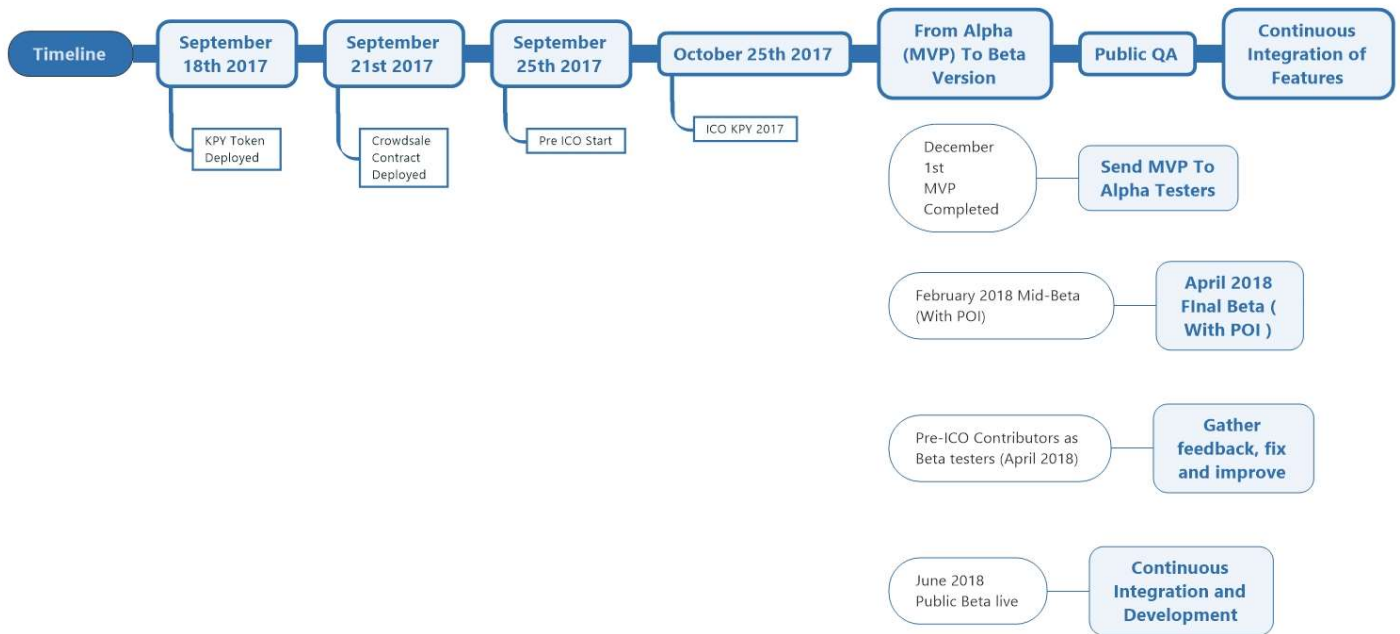 Timeline
September
18th 2017
September
21st 2017
September
25th 2017
October 25th 2017
From Alpha
(MVP) To Beta
Version
Public QA
Continuous
Integration of
Features
KPY Token
Deployed
Crowdsale
Contract
Deployed
Pre ICO Start
ICO KPY 2017
December
1st
MVP
Completed
Send MVP To
Alpha Testers
February 2018 Mid-Beta
(With POI)
April 2018
FInal Beta (
With POI )
Pre-ICO Contributors as
Beta testers (April 2018)
Gather
feedback, fix
and improve
June 2018
Public Beta live
Continuous
Integration and
Development